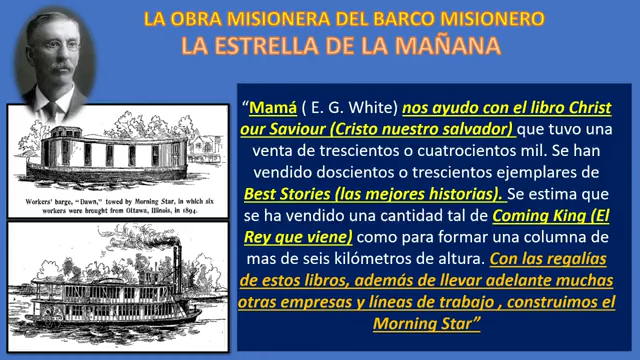 LA OBRA MISIONERA DEL BARCO MISIONERO
LA ESTRELLA DE LA MAÑANA
“Mamá ( E. G. White) nos ayudo con el libro Christ
our Saviour (Cristo nuestro salvador) que tuvo una
venta de trescientos o cuatrocientos mil. Se han
vendido doscientos o trescientos ejemplares de
Best Stories (las mejores historias). Se estima que
se ha vendido una cantidad tal de Coming King (El
Rey que viene) como para formar una columna de
mas de seis kilómetros de altura. Con las regalías
de estos libros, además de llevar adelante muchas
otras empresas y líneas de trabajo , construimos el
Morning Star”
Workers' barge, "Dawn," towed by Morning Star, in which six
workers were brought from Ottawa, Illinois, in 1894.